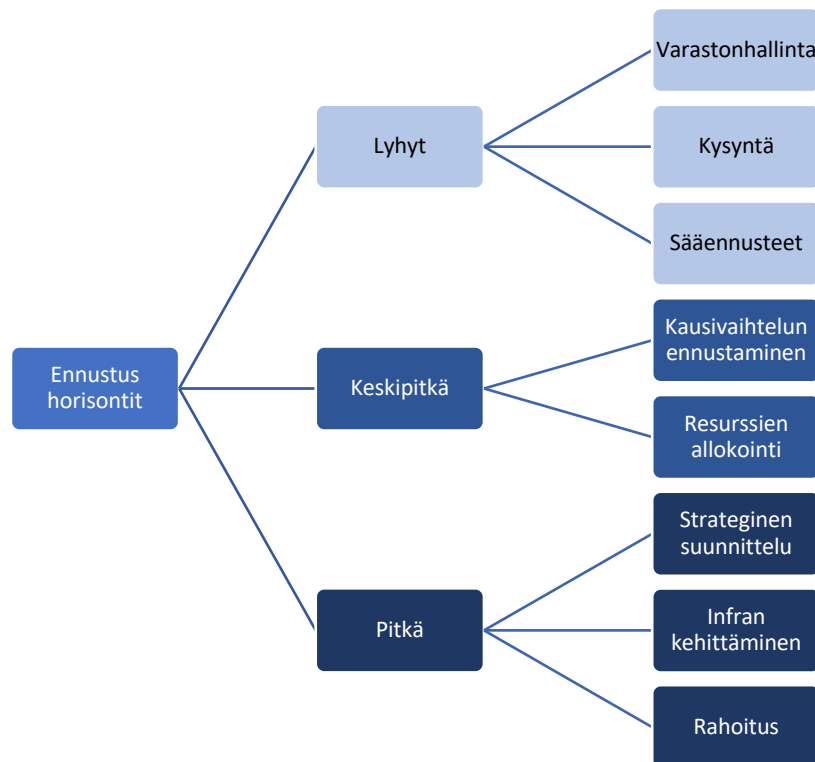 Varastonhallinta
Lyhyt
Kysyntä
Sääennusteet
Ennustus
horisontit
Keskipitkä
Kausivaihtelun
ennustaminen
Resurssien
allokointi
Pitkä
Strateginen
suunnittelu
Infran
kehittäminen
Rahoitus